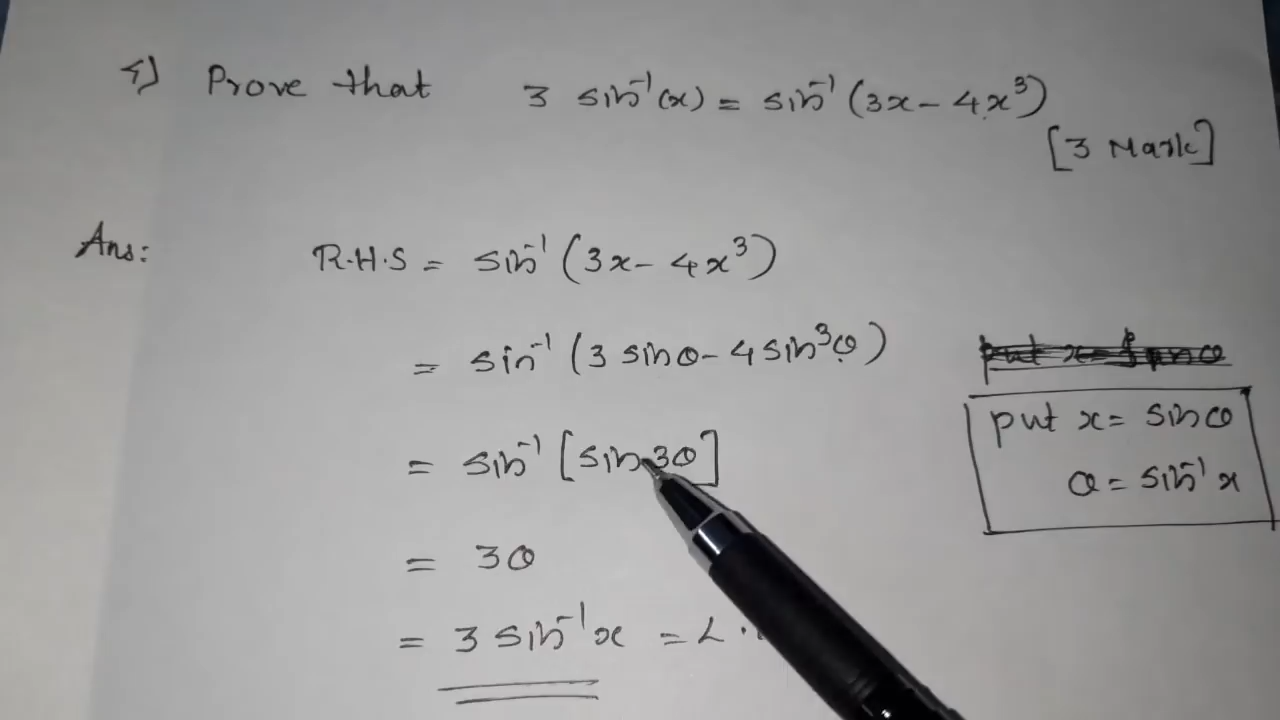 5) Prove that 3 sin⁻¹(x) = sin⁻¹(3x - 4x³)
[3 Mark]
Ans: R.H.S = sin⁻¹(3x - 4x³)
= sin⁻¹(3 sinθ - 4 sin³θ)
put x = sinθ
θ = sin⁻¹x
= sin⁻¹[sin 3θ]
= 3θ
= 3 sin⁻¹x = L.